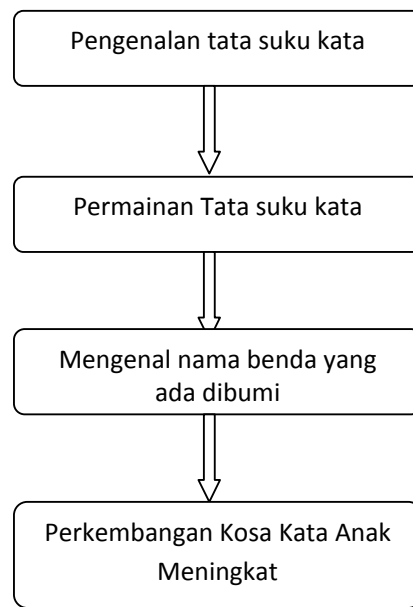 Pengenalan tata suku kata
Permainan Tata suku kata
Mengenal nama benda yang
ada dibumi
Perkembangan Kosa Kata Anak
Meningkat